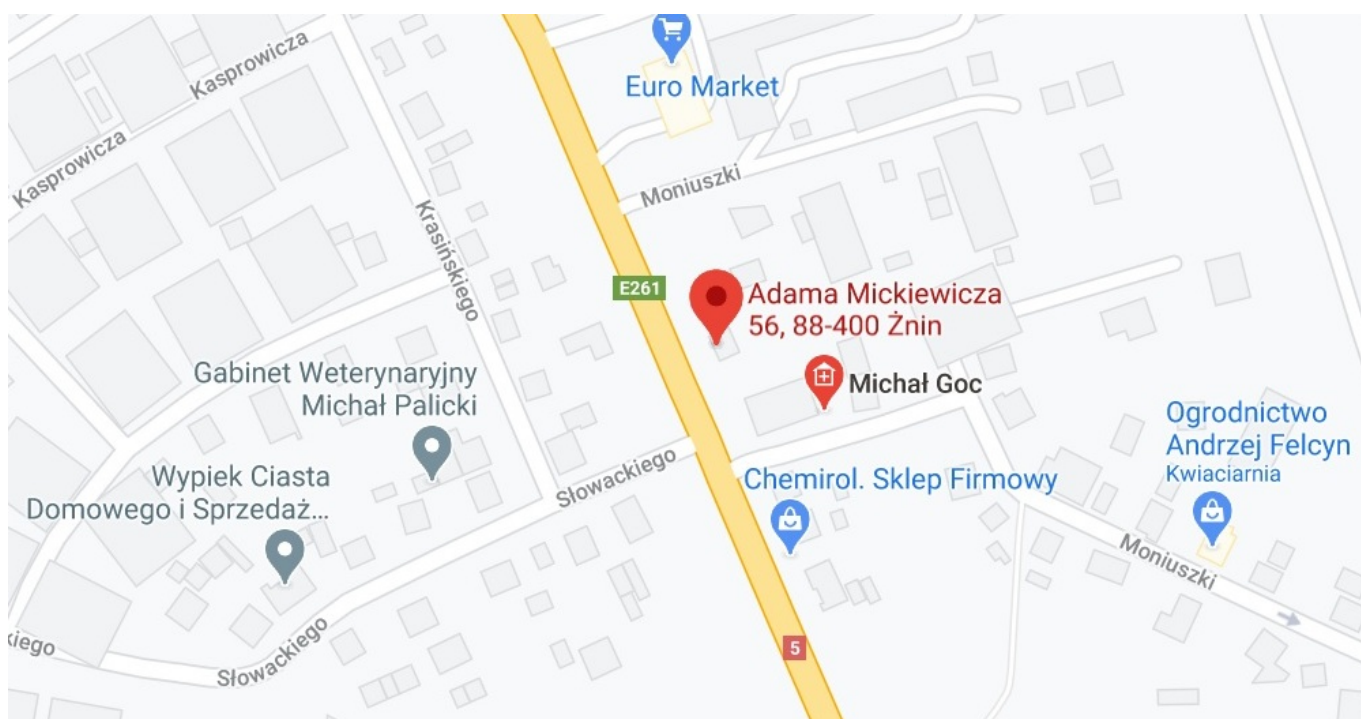 Kasprowicza
Kasprowicza
Euro Market
Moniuszki
Krasińskiego
E261
Adama Mickiewicza
56, 88-400 Żnin
Gabinet Weterynaryjny
Michał Palicki
Michał Goc
Ogrodnictwo
Andrzej Felcyn
Kwiaciarnia
Słowackiego
Wypiek Ciasta
Domowego i Sprzedaż...
Chemirol. Sklep Firmowy
Moniuszki
kiego
Słowackiego
5